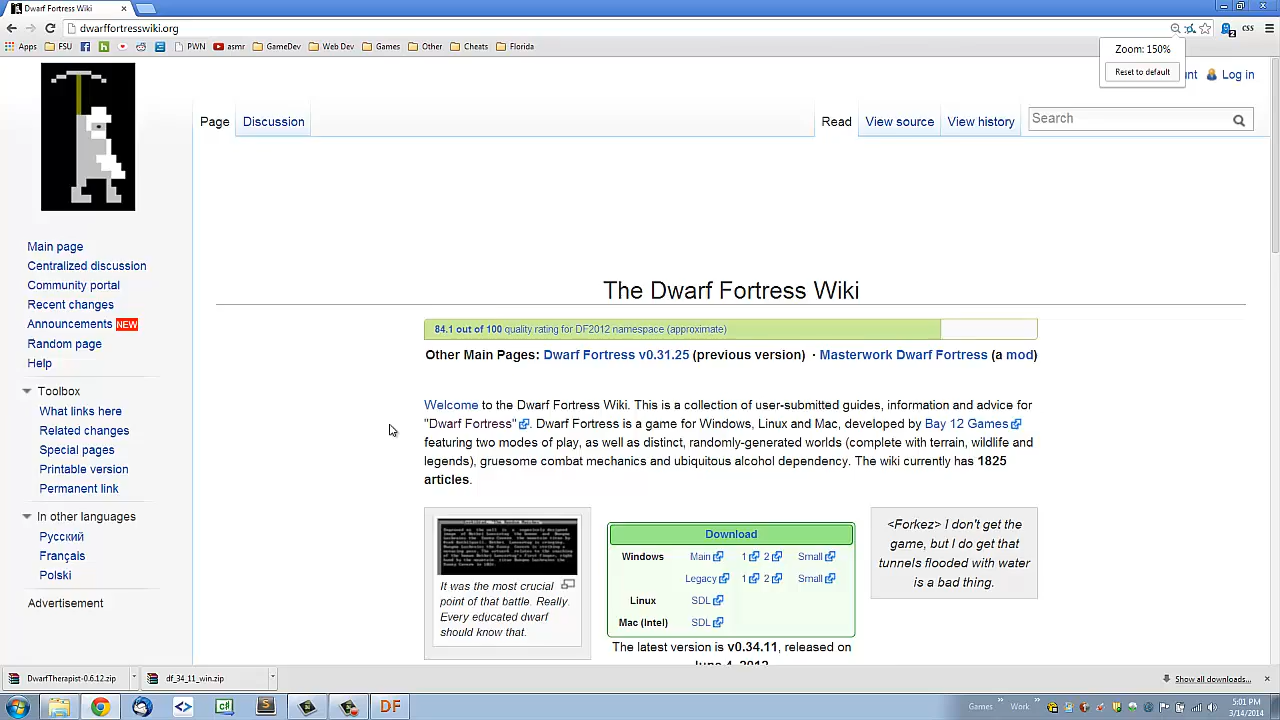 Dwarf Fortress Wiki
dwarffortresswiki.org
Apps FSU PWN asmr GameDev Web Dev Games Other Cheats Florida
Zoom: 150%
Reset to default
Log in
Page Discussion Read View source View history Search
Main page
Centralized discussion
Community portal
Recent changes
Announcements NEW
Random page
Help
Toolbox
What links here
Related changes
Special pages
Printable version
Permanent link
In other languages
Русский
Français
Polski
Advertisement
The Dwarf Fortress Wiki
84.1 out of 100 quality rating for DF2012 namespace (approximate)
Other Main Pages: Dwarf Fortress v0.31.25 (previous version) · Masterwork Dwarf Fortress (a mod)
Welcome to the Dwarf Fortress Wiki. This is a collection of user-submitted guides, information and advice for
"Dwarf Fortress". Dwarf Fortress is a game for Windows, Linux and Mac, developed by Bay 12 Games
featuring two modes of play, as well as distinct, randomly-generated worlds (complete with terrain, wildlife and
legends), gruesome combat mechanics and ubiquitous alcohol dependency. The wiki currently has 1825
articles.
It was the most crucial
point of that battle. Really.
Every educated dwarf
should know that.
Download
Windows Main 1 2 Small
Legacy 1 2 Small
Linux SDL
Mac (Intel) SDL
The latest version is v0.34.11, released on
June 4, 2012
I don't get the
that
tunnels flooded with water
is a bad thing.
DwarfTherapist-0.6.12.zip df_34_11_win.zip Show all downloads...
DF Games Work 5:01 PM
3/14/2014